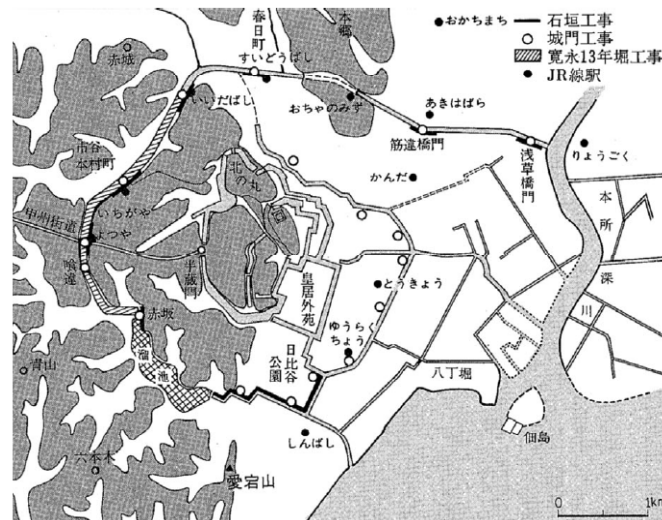 石垣工事
城門工事
寛永13年堀工事
JR線駅
おかちまち
本郷
春日町
すいどうばし
赤城
いいだばし
おちゃのみず
あきはばら
筋違橋門
浅草橋門
りょうごく
市谷
本村町
北の丸
かんだ
本所
深川
いちがや
甲州街道
よつや
喰違
半蔵門
皇居外苑
とうきょう
赤坂
溜池
ゆうらく
ちょう
日比谷
公園
八丁堀
青山
しんばし
佃島
六本木
愛宕山
0
1km